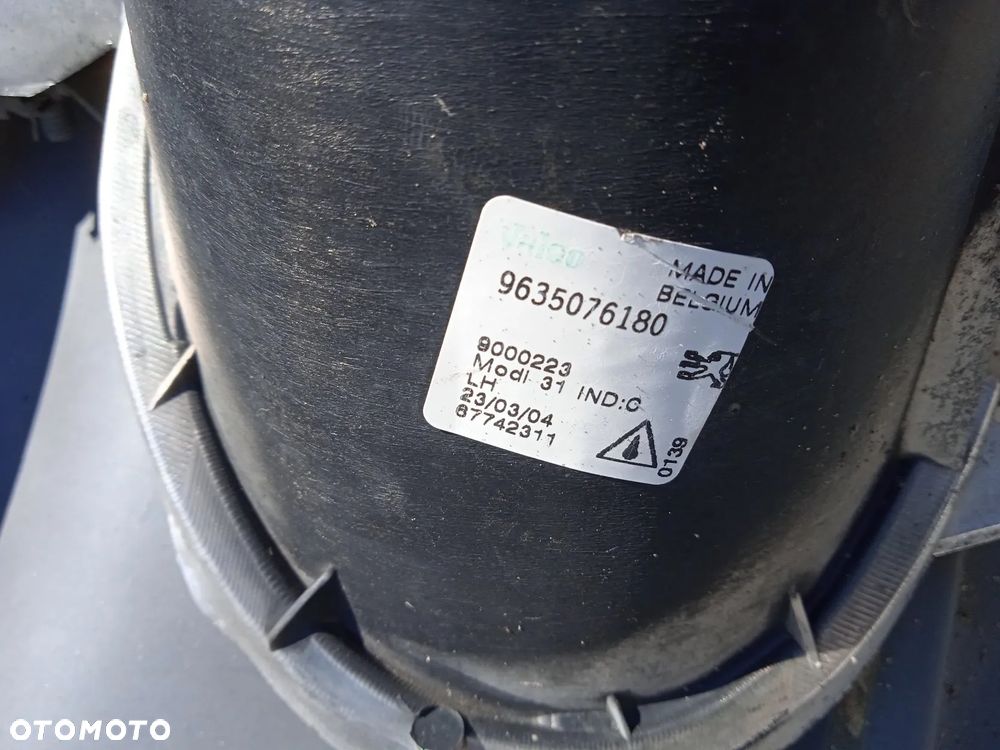 Valeo
MADE IN
BELGIUM
9635076180
9000223
Modl 31 IND:C
LH
23/03/04
67742311
0139
OTOMOTO